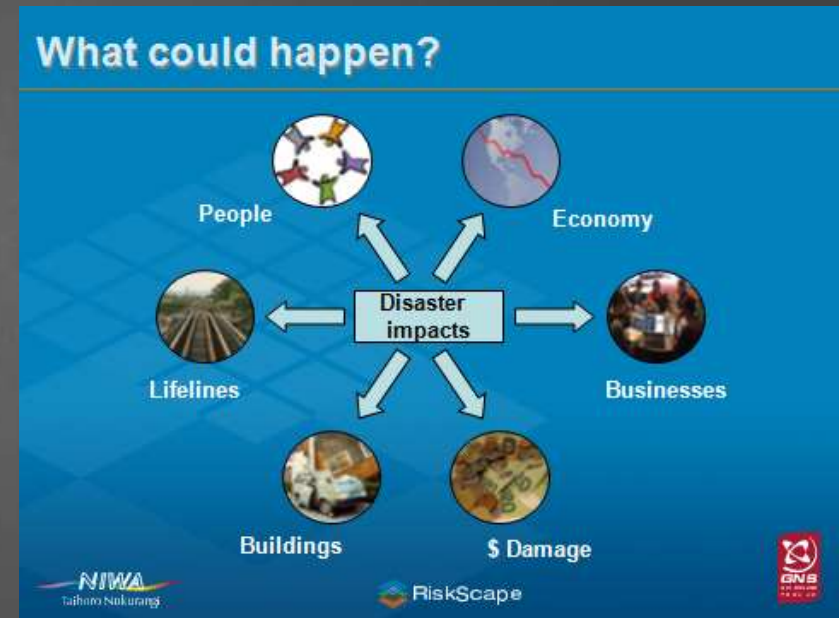 What could happen?
People
Economy
Disaster
impacts
Lifelines
Businesses
Buildings
$ Damage
NIWA
Taihoro Nukurangi
RiskScape
GNS